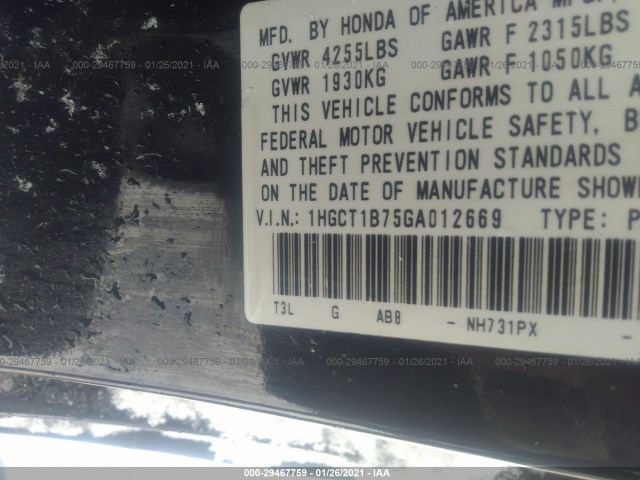 MFD. BY HONDA OF AMERICA MFG.,
GVWR 4255LBS GAWR F 2315LBS
GVWR 1930KG GAWR F 1050KG
THIS VEHICLE CONFORMS TO ALL A
FEDERAL MOTOR VEHICLE SAFETY, B
AND THEFT PREVENTION STANDARDS
ON THE DATE OF MANUFACTURE SHOW
V.I.N.: 1HGCT1B75GA012669 TYPE: P
T3L G AB8 - NH731PX -
000-29467759 - 01/26/2021 - IAA